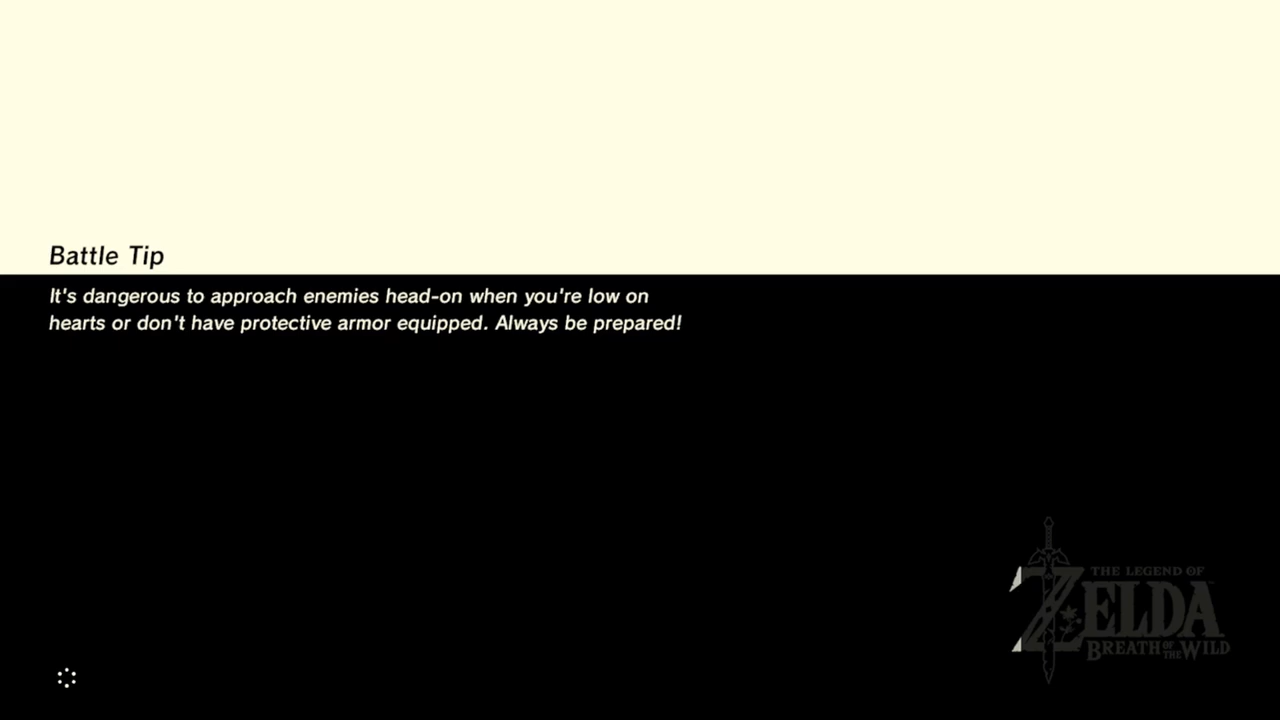 Battle Tip
It's dangerous to approach enemies head-on when you're low on
hearts or don't have protective armor equipped. Always be prepared!
THE LEGEND OF
ZELDA
BREATH OF THE WILD